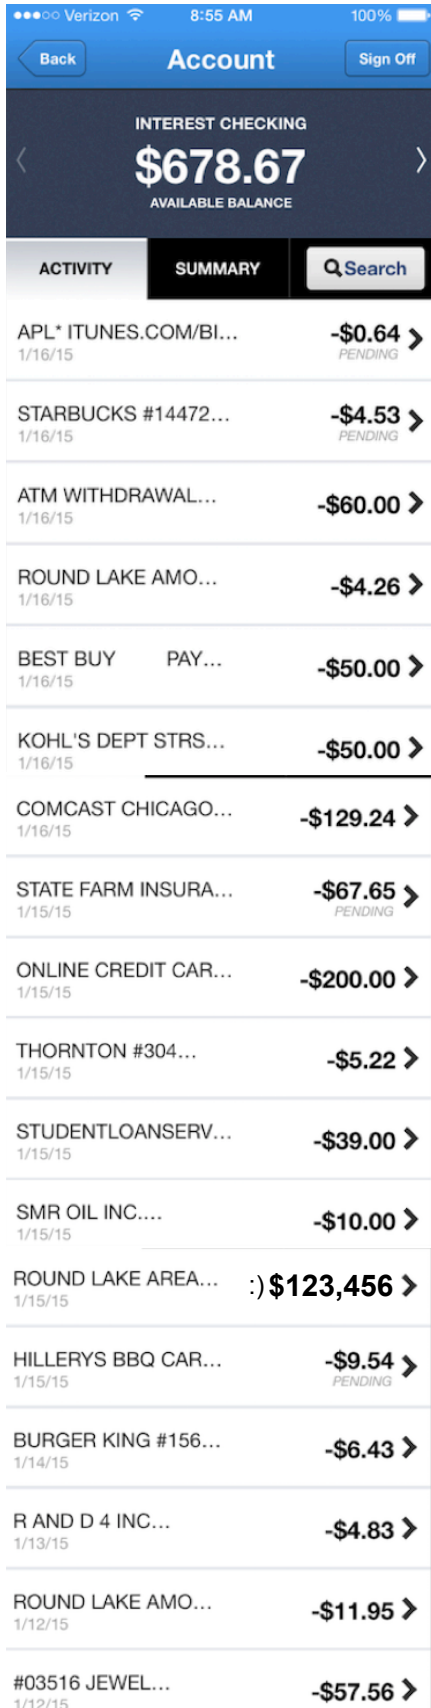 Verizon 8:55 AM 100%
Back Account Sign Off
INTEREST CHECKING
$678.67
AVAILABLE BALANCE
ACTIVITY SUMMARY Search
APL* ITUNES.COM/BI... -$0.64
1/16/15 PENDING
STARBUCKS #14472... -$4.53
1/16/15 PENDING
ATM WITHDRAWAL... -$60.00
1/16/15
ROUND LAKE AMO... -$4.26
1/16/15
BEST BUY PAY... -$50.00
1/16/15
KOHL'S DEPT STRS... -$50.00
1/16/15
COMCAST CHICAGO... -$129.24
1/16/15
STATE FARM INSURA... -$67.65
1/15/15 PENDING
ONLINE CREDIT CAR... -$200.00
1/15/15
THORNTON #304... -$5.22
1/15/15
STUDENTLOANSERV... -$39.00
1/15/15
SMR OIL INC.... -$10.00
1/15/15
ROUND LAKE AREA... :) $123,456
1/15/15
HILLERYS BBQ CAR... -$9.54
1/15/15 PENDING
BURGER KING #156... -$6.43
1/14/15
R AND D 4 INC... -$4.83
1/13/15
ROUND LAKE AMO... -$11.95
1/12/15
#03516 JEWEL... -$57.56
1/12/15